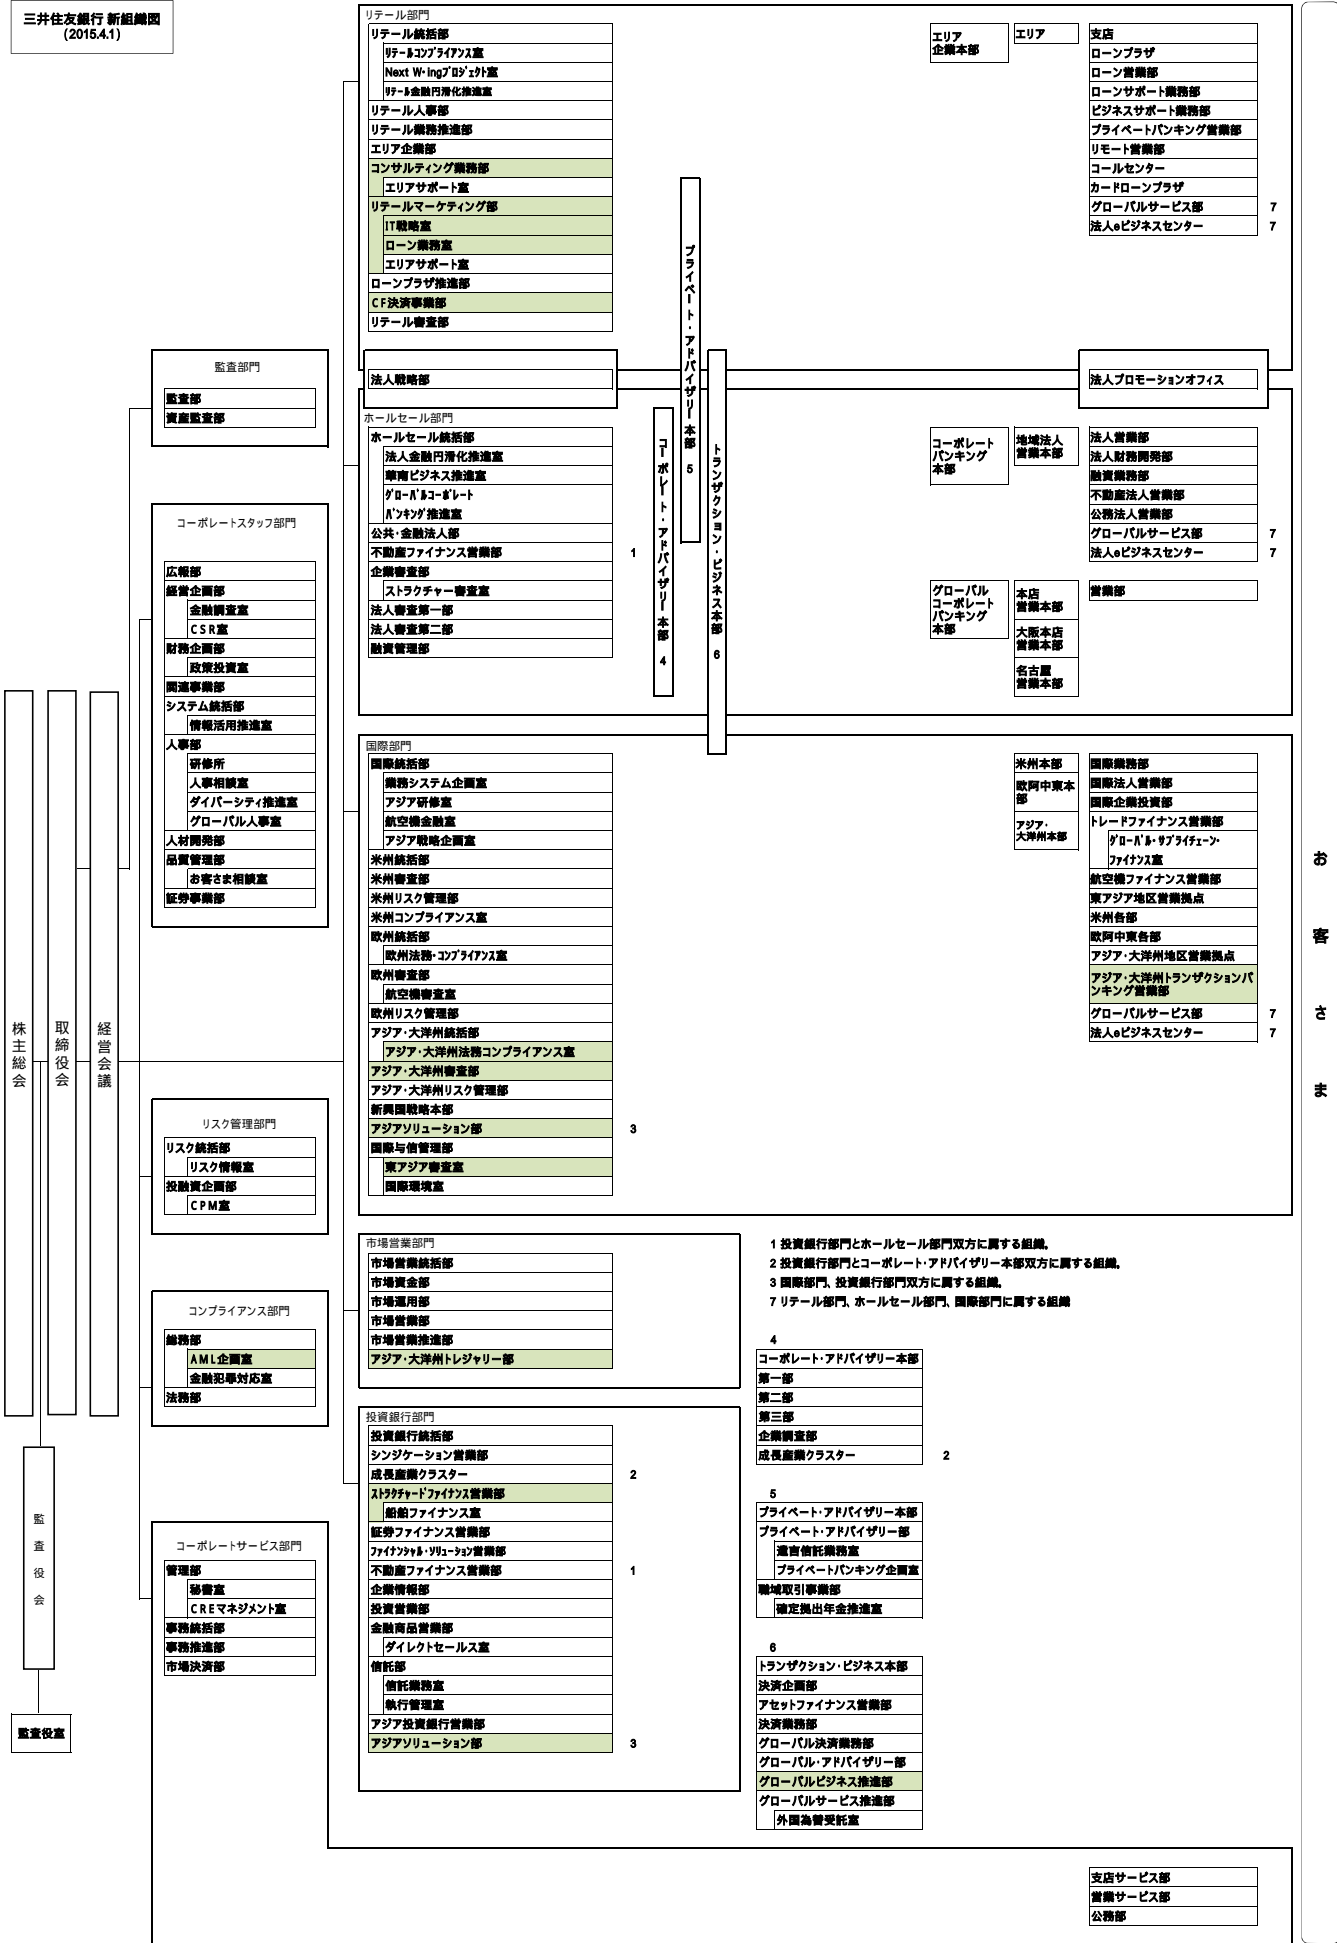 三井住友銀行 新組織図
(2015.4.1)
株主総会
取締役会
経営会議
監査役会
監査役室
監査部門
監査部
資産監査部
コーポレートスタッフ部門
広報部
経営企画部
金融調査室
CSR室
財務企画部
政策投資室
関連事業部
システム統括部
情報活用推進室
人事部
研修所
人事相談室
ダイバーシティ推進室
グローバル人事室
人材開発部
品質管理部
お客さま相談室
証券事業部
リスク管理部門
リスク統括部
リスク情報室
投融資企画部
CPM室
コンプライアンス部門
総務部
AML企画室
金融犯罪対応室
法務部
コーポレートサービス部門
管理部
秘書室
CREマネジメント室
事務統括部
事務推進部
市場決済部
リテール部門
リテール統括部
リテールコンプライアンス室
Next W・ingプロジェクト室
リテール金融円滑化推進室
リテール人事部
リテール業務推進部
エリア企業部
コンサルティング業務部
エリアサポート室
リテールマーケティング部
IT戦略室
ローン業務室
エリアサポート室
ローンプラザ推進部
CF決済事業部
リテール審査部
エリア
企業本部
エリア
支店
ローンプラザ
ローン営業部
ローンサポート業務部
ビジネスサポート業務部
プライベートバンキング営業部
リモート営業部
コールセンター
カードローンプラザ
グローバルサービス部 7
法人eビジネスセンター 7
法人戦略部
法人プロモーションオフィス
プライベート・アドバイザリー本部 5
コーポレート・アドバイザリー本部 4
トランザクション・ビジネス本部 6
ホールセール部門
ホールセール統括部
法人金融円滑化推進室
華南ビジネス推進室
グローバルコーポレート
バンキング推進室
公共・金融法人部
不動産ファイナンス営業部 1
企業審査部
ストラクチャー審査室
法人審査第一部
法人審査第二部
融資管理部
コーポレート
バンキング
本部
地域法人
営業本部
法人営業部
法人財務開発部
融資業務部
不動産法人営業部
公務法人営業部
グローバルサービス部 7
法人eビジネスセンター 7
グローバル
コーポレート
バンキング
本部
本店
営業本部
大阪本店
営業本部
名古屋
営業本部
営業部
国際部門
国際統括部
業務システム企画室
アジア研修室
航空機金融室
アジア戦略企画室
米州統括部
米州審査部
米州リスク管理部
米州コンプライアンス室
欧州統括部
欧州法務・コンプライアンス室
欧州審査部
航空機審査室
欧州リスク管理部
アジア・大洋州統括部
アジア・大洋州法務コンプライアンス室
アジア・大洋州審査部
アジア・大洋州リスク管理部
新興国戦略本部
アジアソリューション部 3
国際与信管理部
東アジア審査室
国際環境室
米州本部
欧阿中東本
部
アジア・
大洋州本部
国際業務部
国際法人営業部
国際企業投資部
トレードファイナンス営業部
グローバル・サプライチェーン・
ファイナンス室
航空機ファイナンス営業部
東アジア地区営業拠点
米州各部
欧阿中東各部
アジア・大洋州地区営業拠点
アジア・大洋州トランザクションバ
ンキング営業部
グローバルサービス部 7
法人eビジネスセンター 7
市場営業部門
市場営業統括部
市場資金部
市場運用部
市場営業部
市場営業推進部
アジア・大洋州トレジャリー部
投資銀行部門
投資銀行統括部
シンジケーション営業部
成長産業クラスター 2
ストラクチャードファイナンス営業部
船舶ファイナンス室
証券ファイナンス営業部
ファイナンシャル・ソリューション営業部
不動産ファイナンス営業部 1
企業情報部
投資営業部
金融商品営業部
ダイレクトセールス室
信託部
信託業務室
執行管理室
アジア投資銀行営業部
アジアソリューション部 3
1 投資銀行部門とホールセール部門双方に属する組織。
2 投資銀行部門とコーポレート・アドバイザリー本部双方に属する組織。
3 国際部門、投資銀行部門双方に属する組織。
7 リテール部門、ホールセール部門、国際部門に属する組織
4
コーポレート・アドバイザリー本部
第一部
第二部
第三部
企業調査部
成長産業クラスター 2
5
プライベート・アドバイザリー本部
プライベート・アドバイザリー部
遺言信託業務室
プライベートバンキング企画室
職域取引事業部
確定拠出年金推進室
6
トランザクション・ビジネス本部
決済企画部
アセットファイナンス営業部
決済業務部
グローバル決済業務部
グローバル・アドバイザリー部
グローバルビジネス推進部
グローバルサービス推進部
外国為替受託室
支店サービス部
営業サービス部
公務部
お客さま